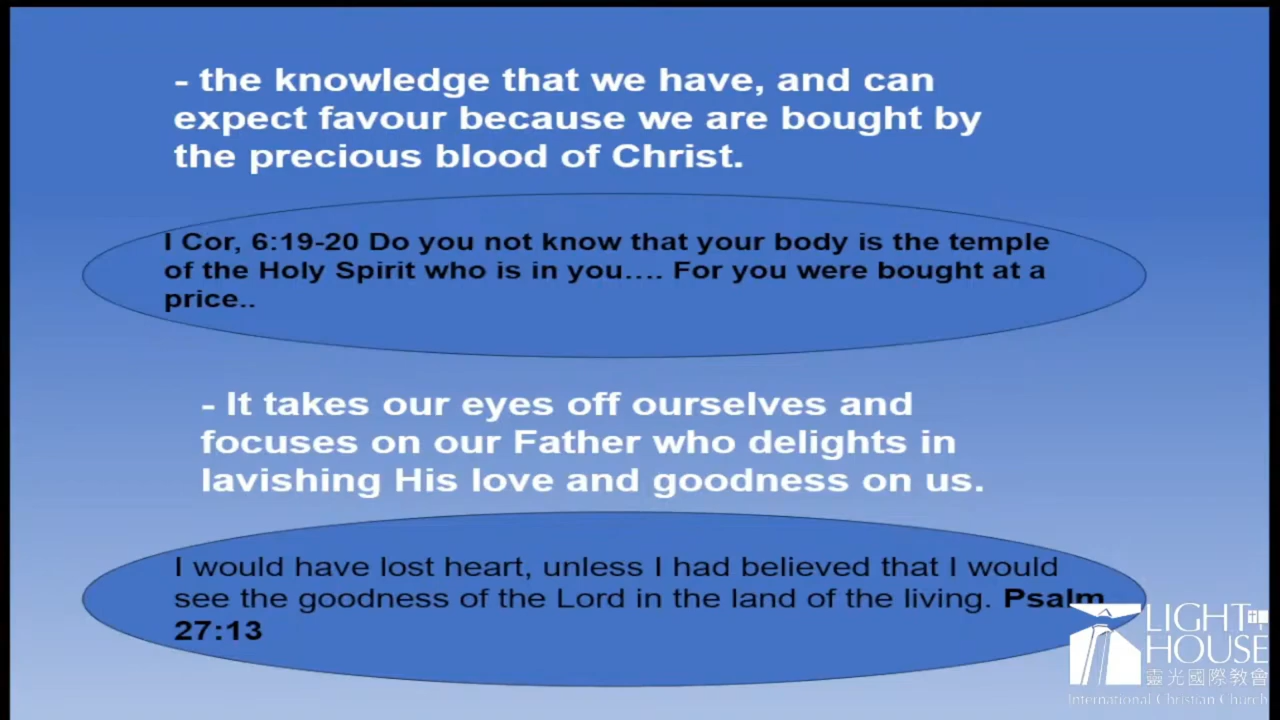 - the knowledge that we have, and can
expect favour because we are bought by
the precious blood of Christ.
I Cor, 6:19-20 Do you not know that your body is the temple
of the Holy Spirit who is in you…. For you were bought at a
price..
- It takes our eyes off ourselves and
focuses on our Father who delights in
lavishing His love and goodness on us.
I would have lost heart, unless I had believed that I would
see the goodness of the Lord in the land of the living. Psalm
27:13
LIGHT
HOUSE
靈光國際教會
International Christian Church